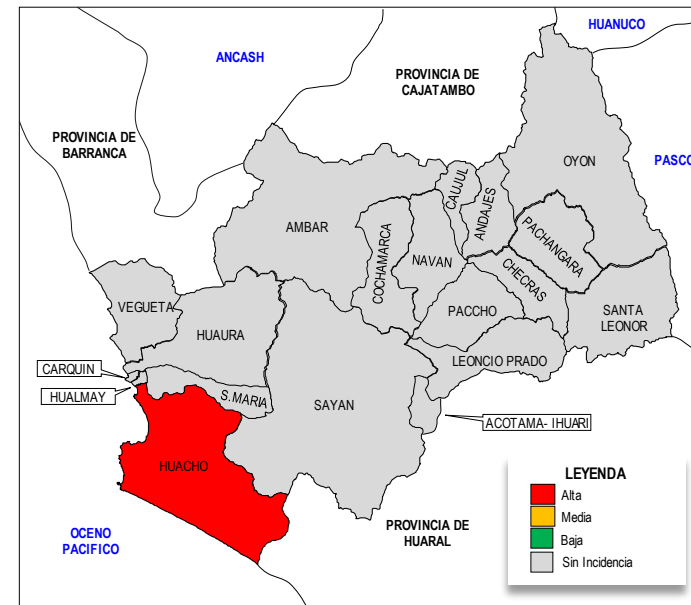 HUANUCO
ANCASH
PROVINCIA DE
CAJATAMBO
PROVINCIA DE
BARRANCA
OYON
PASCO
CAUJUL
ANDAJES
AMBAR
COCHAMARCA
NAVAN
PACHANGARA
CHECRAS
VEGUETA
HUAURA
PACCHO
SANTA
LEONOR
LEONCIO PRADO
CARQUIN
HUALMAY
S.MARIA
SAYAN
ACOTAMA- IHUARI
HUACHO
OCENO
PACIFICO
PROVINCIA DE
HUARAL
LEYENDA
Alta
Media
Baja
Sin Incidencia